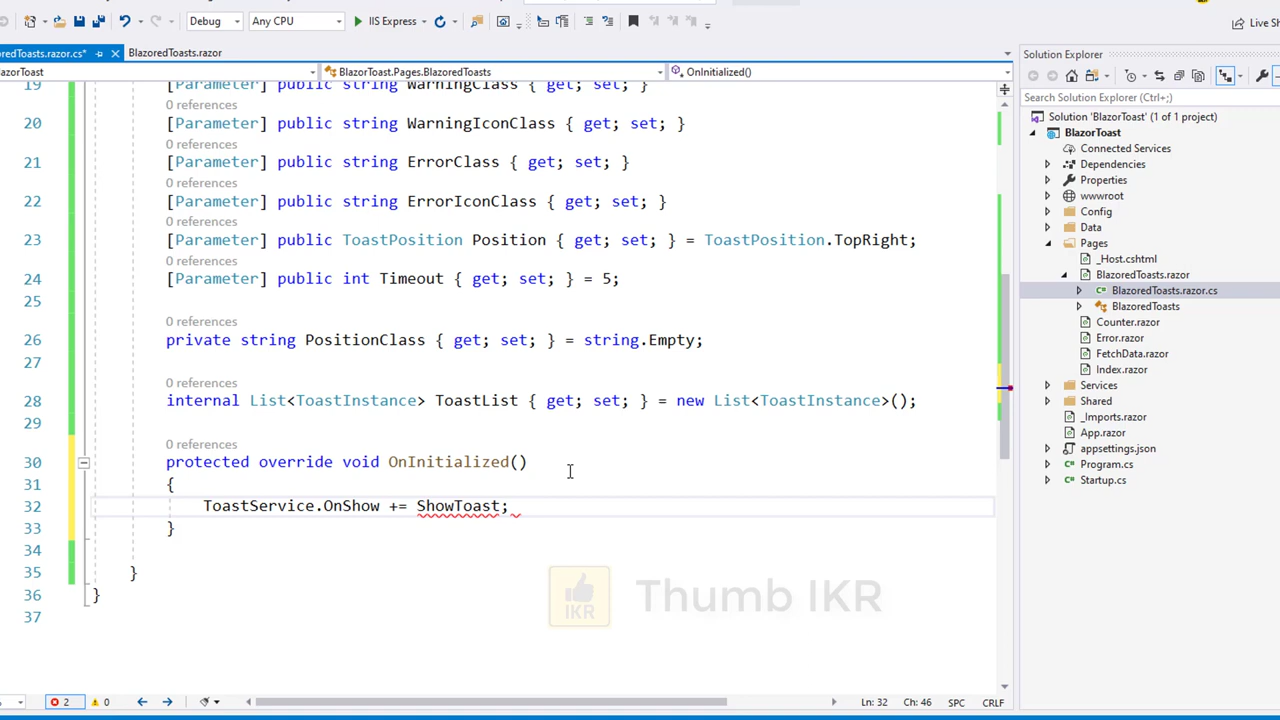 Debug Any CPU IIS Express Live Sh
oredToasts.razor.cs* BlazoredToasts.razor
azorToast BlazorToast.Pages.BlazoredToasts OnInitialized()
19 [Parameter] public string WarningClass { get; set; }
0 references
20 [Parameter] public string WarningIconClass { get; set; }
0 references
21 [Parameter] public string ErrorClass { get; set; }
0 references
22 [Parameter] public string ErrorIconClass { get; set; }
0 references
23 [Parameter] public ToastPosition Position { get; set; } = ToastPosition.TopRight;
0 references
24 [Parameter] public int Timeout { get; set; } = 5;
25
0 references
26 private string PositionClass { get; set; } = string.Empty;
27
0 references
28 internal List<ToastInstance> ToastList { get; set; } = new List<ToastInstance>();
29
0 references
30 protected override void OnInitialized()
31 {
32 ToastService.OnShow += ShowToast;
33 }
34
35 }
36 }
37
Thumb IKR
IKR
2 0 Ln: 32 Ch: 46 SPC CRLF
Solution Explorer
Search Solution Explorer (Ctrl+;)
Solution 'BlazorToast' (1 of 1 project)
BlazorToast
Connected Services
Dependencies
Properties
wwwroot
Config
Data
Pages
_Host.cshtml
BlazoredToasts.razor
BlazoredToasts.razor.cs
BlazoredToasts
Counter.razor
Error.razor
FetchData.razor
Index.razor
Services
Shared
_Imports.razor
App.razor
appsettings.json
Program.cs
Startup.cs